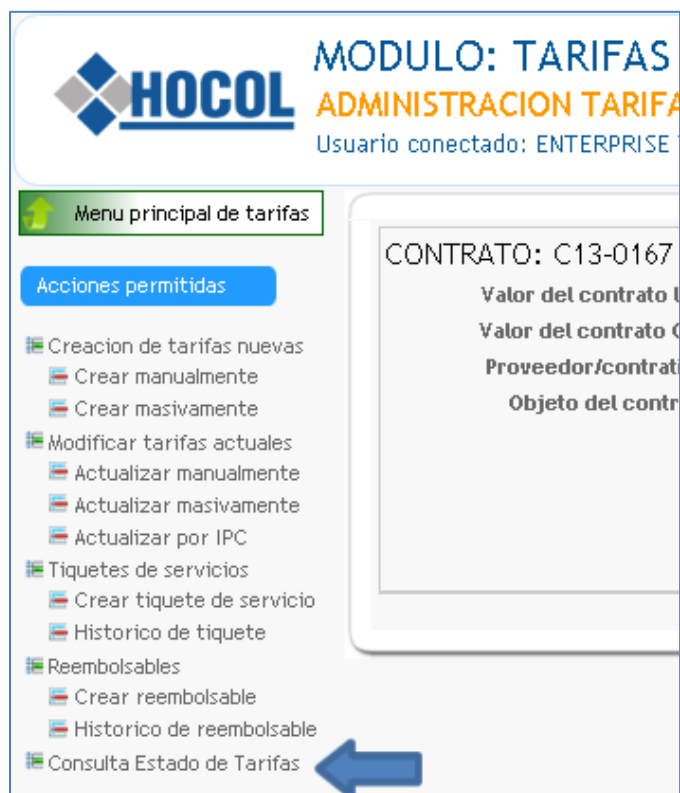 HOCOL
MODULO: TARIFAS
ADMINISTRACION TARIFA
Usuario conectado: ENTERPRISE
Menu principal de tarifas
Acciones permitidas
Creacion de tarifas nuevas
Crear manualmente
Crear masivamente
Modificar tarifas actuales
Actualizar manualmente
Actualizar masivamente
Actualizar por IPC
Tiquetes de servicios
Crear tiquete de servicio
Historico de tiquete
Reembolsables
Crear reembolsable
Historico de reembolsable
Consulta Estado de Tarifas
CONTRATO: C13-0167
Valor del contrato
Valor del contrato
Proveedor/contrati
Objeto del contr